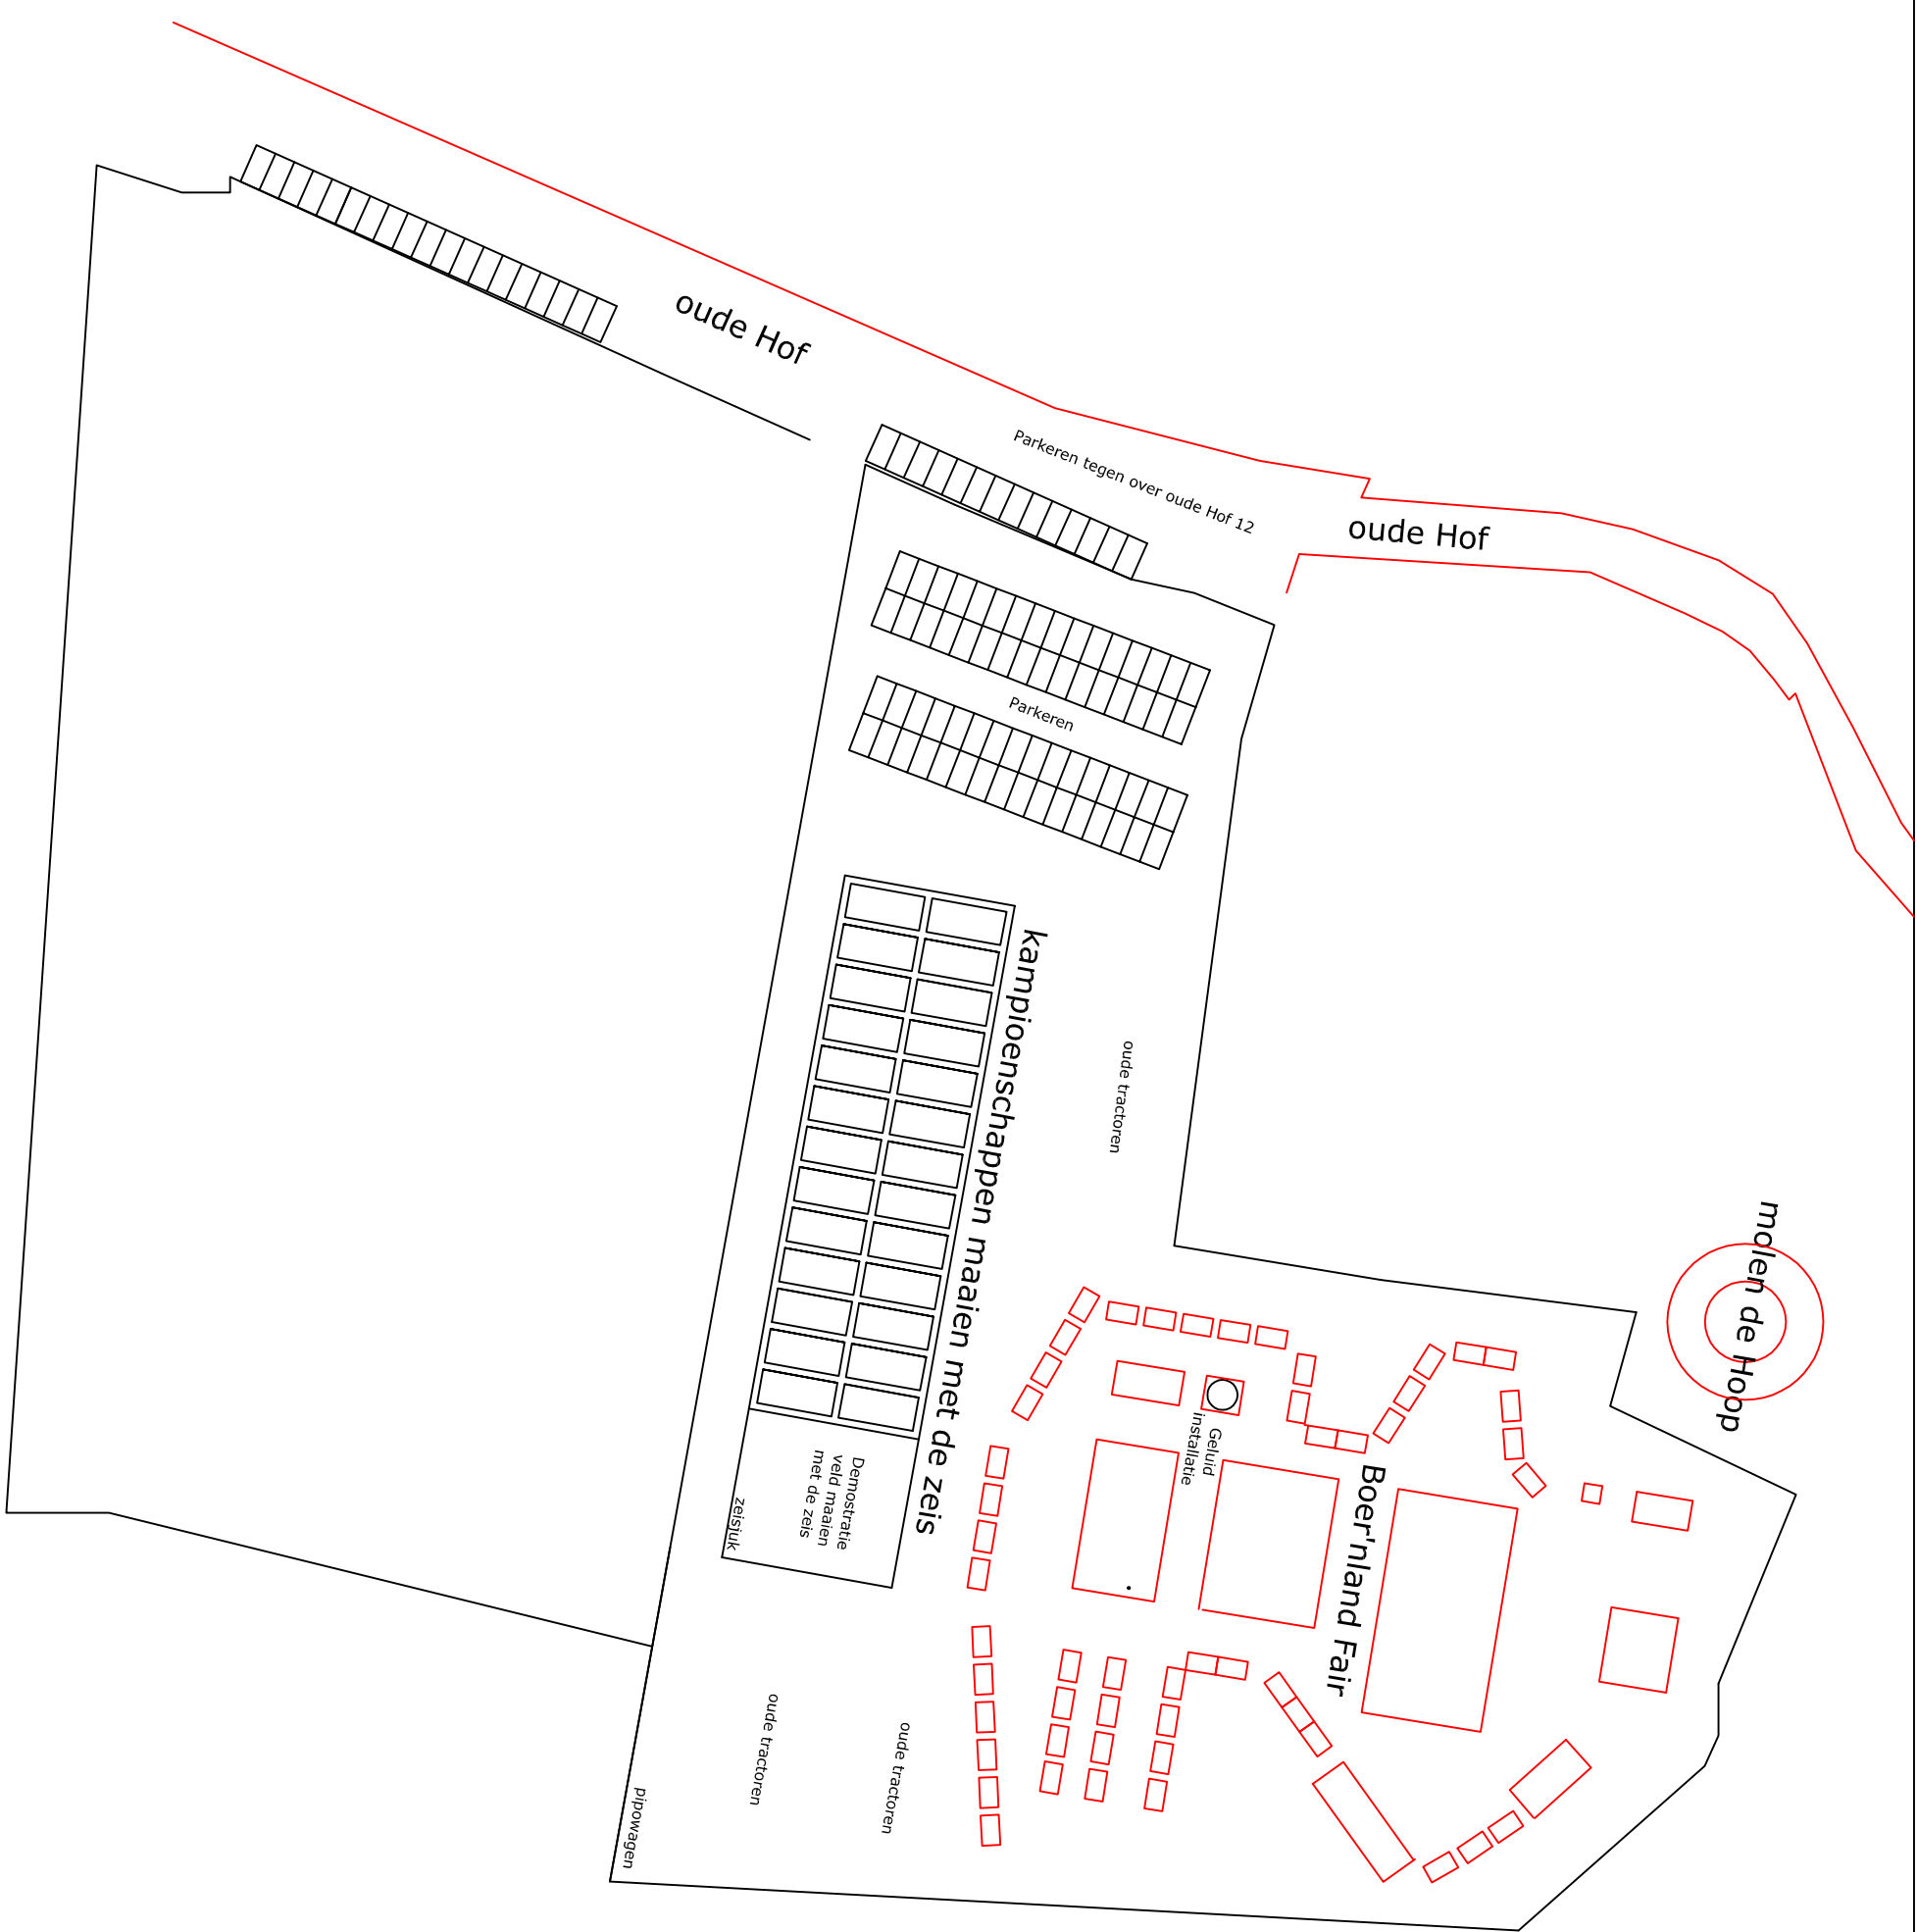 oude Hof
Parkeren tegen over oude Hof 12
oude Hof
Parkeren
kampioenschappen maaien met de zeis
oude tractoren
molen de Hoop
Geluid
installatie
Boer'nland Fair
Demostratie
veld maaien
met de zeis
zeisjuk
oude tractoren
oude tractoren
pipowagen